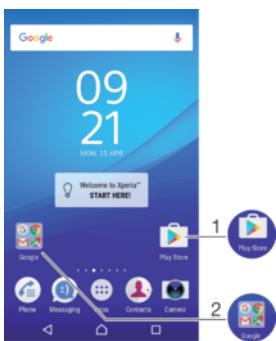 Google
09
21
MON, 25 APR
Welcome to Xperia™
START HERE!
Google
Play Store
Phone
Messaging
Apps
Contacts
Camera
1
Play Store
2
Google